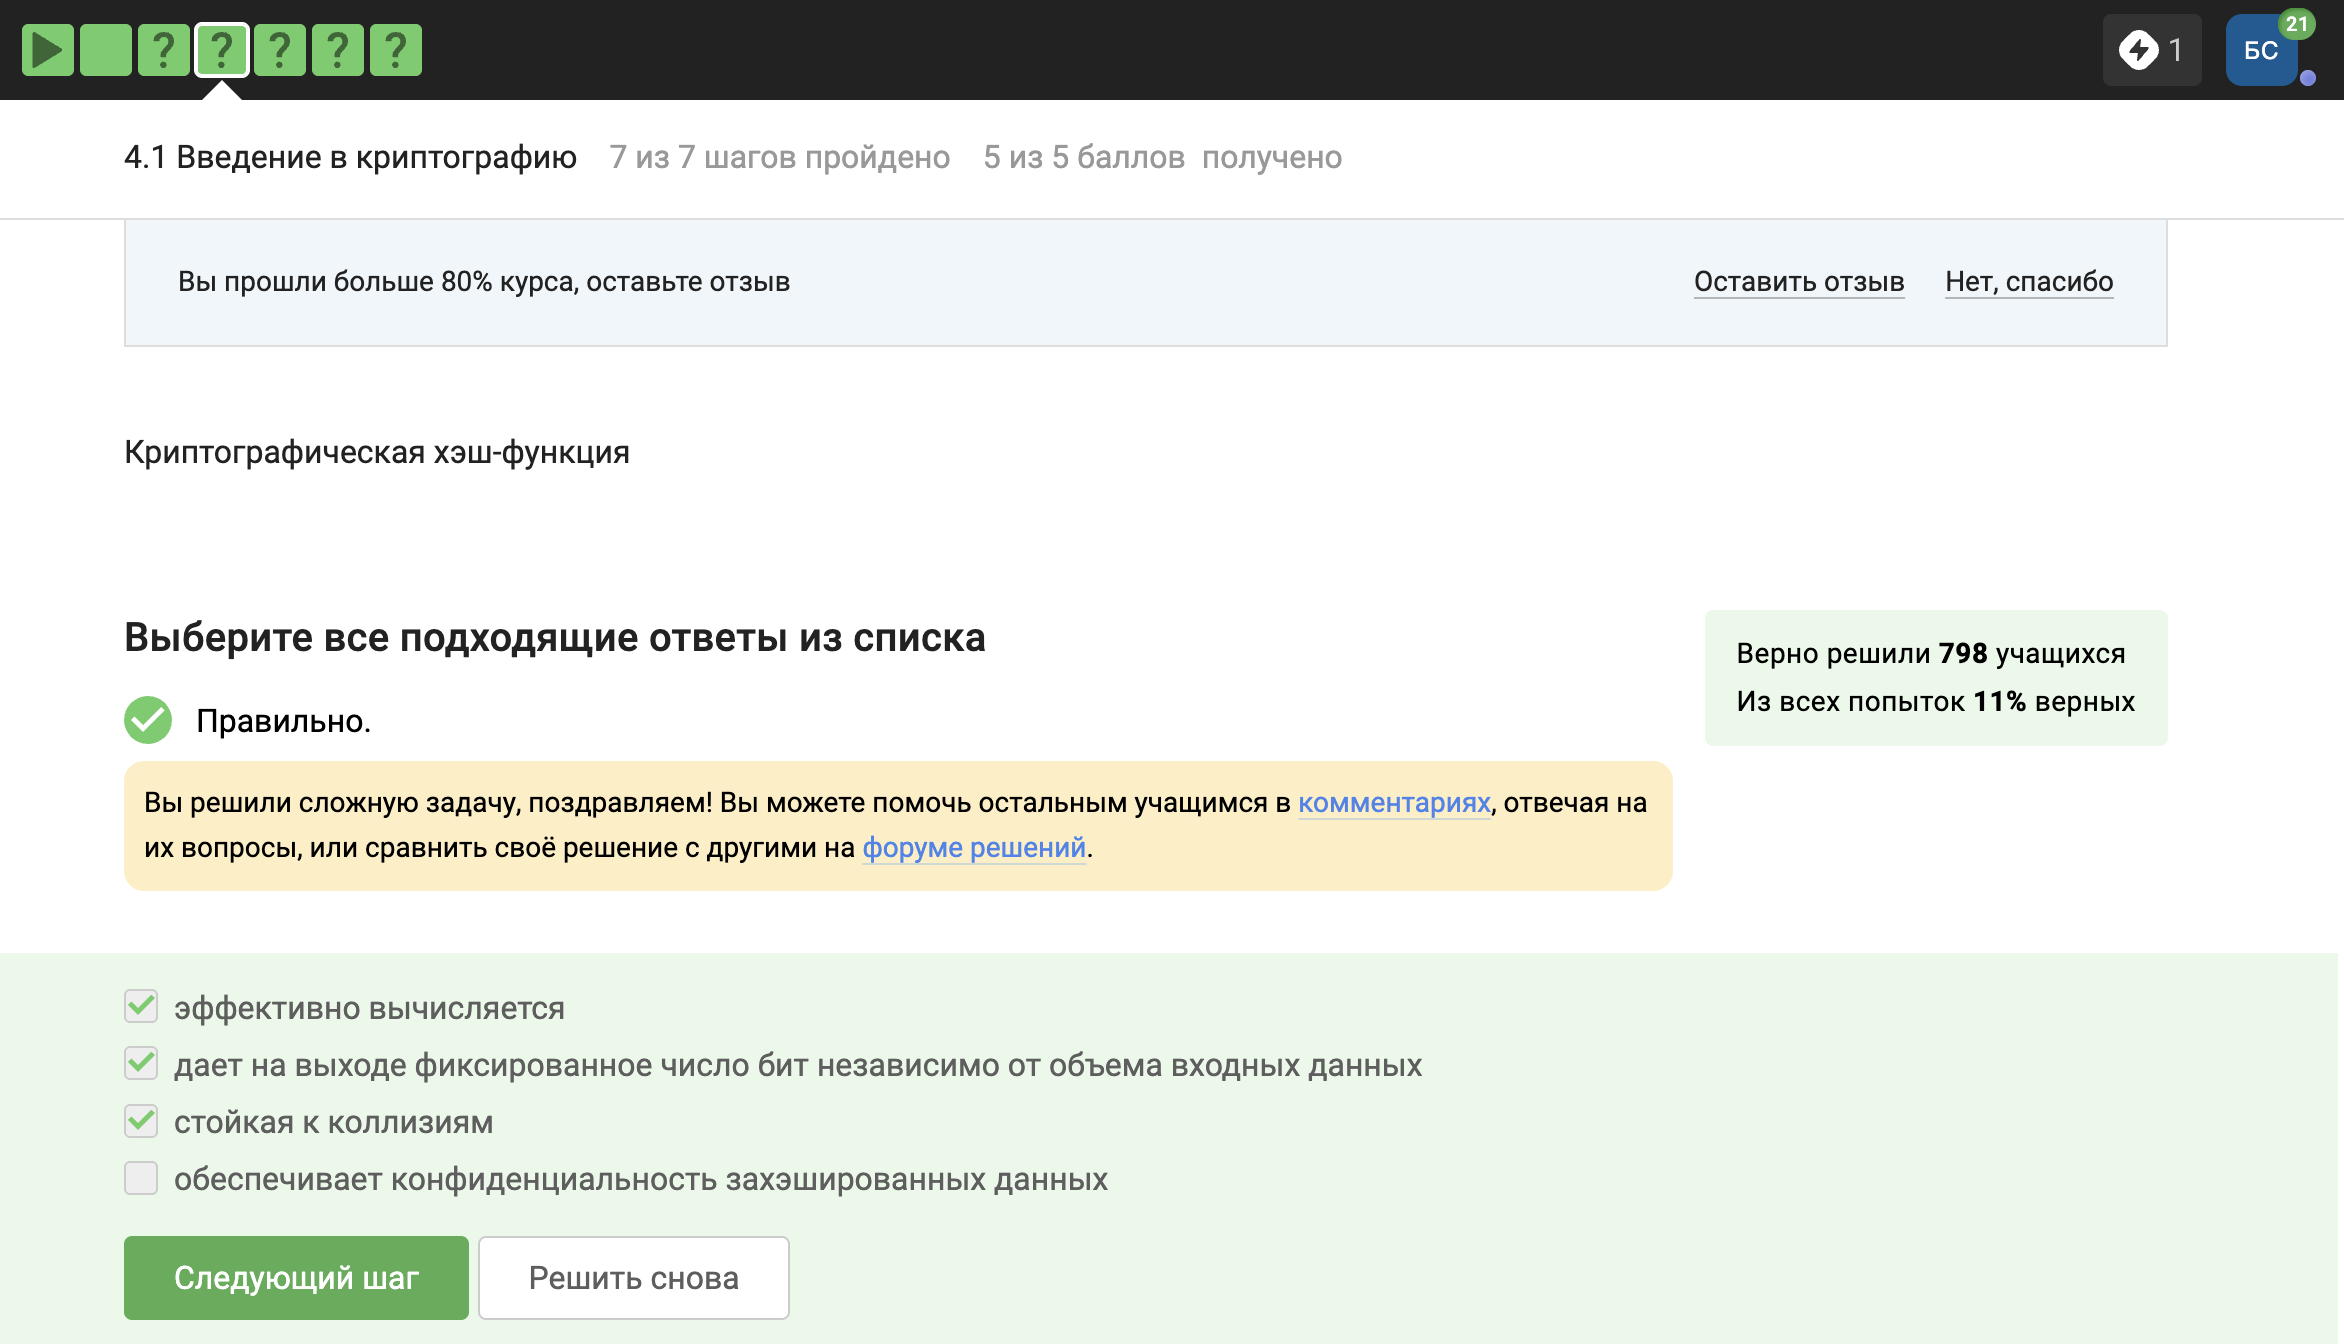 ? ? ? ? ?
1
БС
21
4.1 Введение в криптографию 7 из 7 шагов пройдено 5 из 5 баллов получено
Вы прошли больше 80% курса, оставьте отзыв Оставить отзыв Нет, спасибо
Криптографическая хэш-функция
Выберите все подходящие ответы из списка
Верно решили 798 учащихся
Из всех попыток 11% верных
Правильно.
Вы решили сложную задачу, поздравляем! Вы можете помочь остальным учащимся в комментариях, отвечая на
их вопросы, или сравнить своё решение с другими на форуме решений.
эффективно вычисляется
дает на выходе фиксированное число бит независимо от объема входных данных
стойкая к коллизиям
обеспечивает конфиденциальность захэшированных данных
Следующий шаг Решить снова